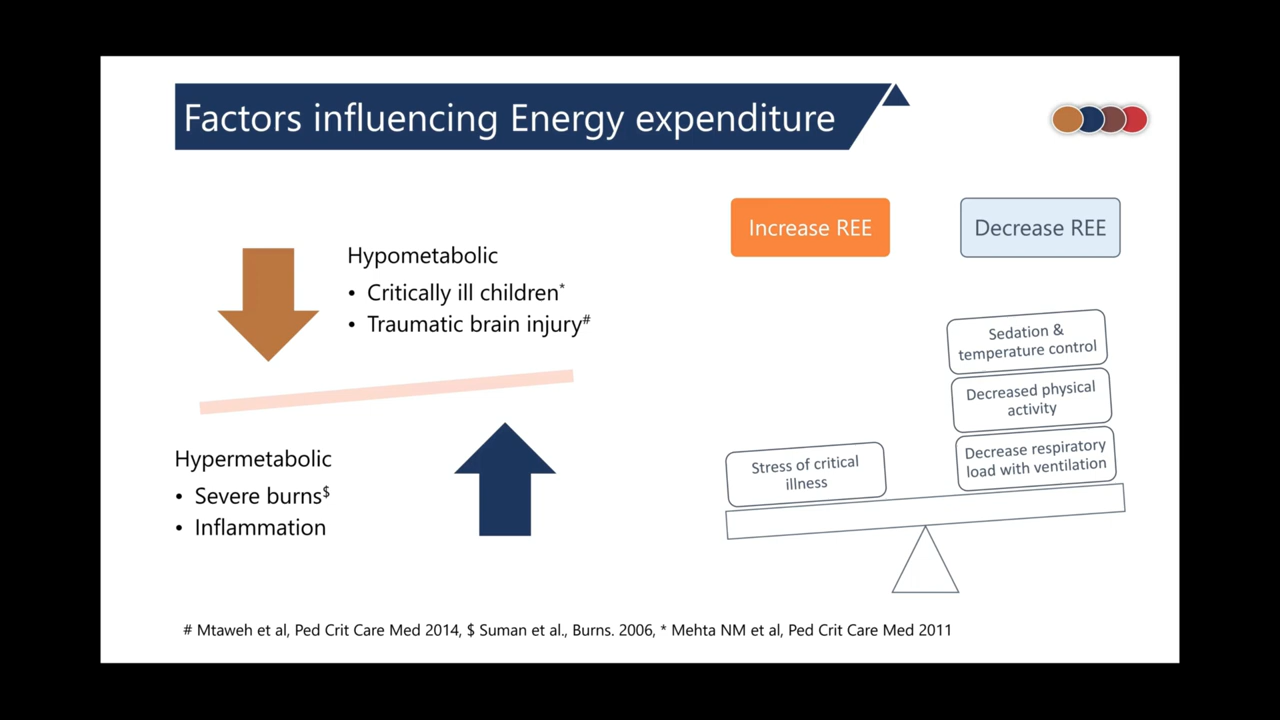 Factors influencing Energy expenditure
Hypometabolic
• Critically ill children*
• Traumatic brain injury#
Hypermetabolic
• Severe burns$
• Inflammation
Increase REE
Decrease REE
Sedation &
temperature control
Decreased physical
activity
Decrease respiratory
load with ventilation
Stress of critical
illness
# Mtaweh et al, Ped Crit Care Med 2014, $ Suman et al., Burns. 2006, * Mehta NM et al, Ped Crit Care Med 2011